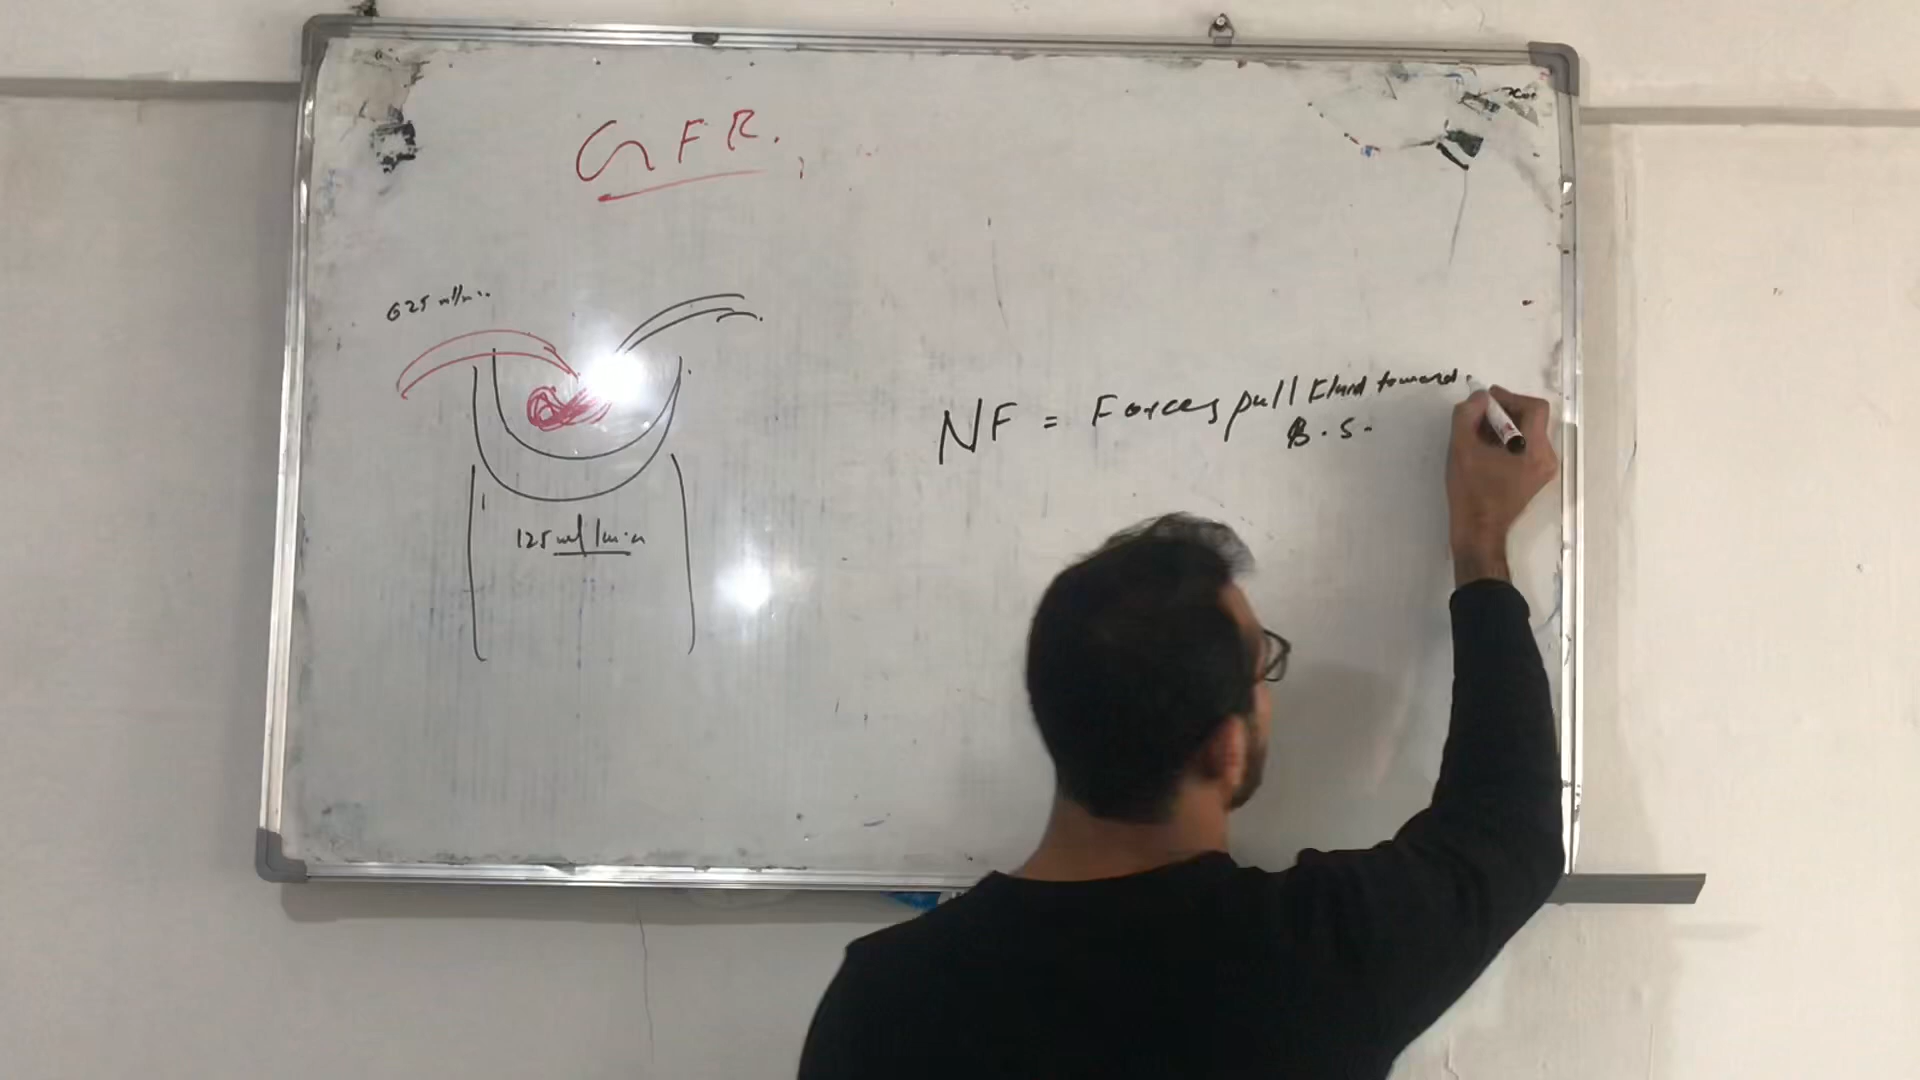 GFR.
625 ml/min
NF = Forces pull Fluid toward
B.S.
125 ml/min